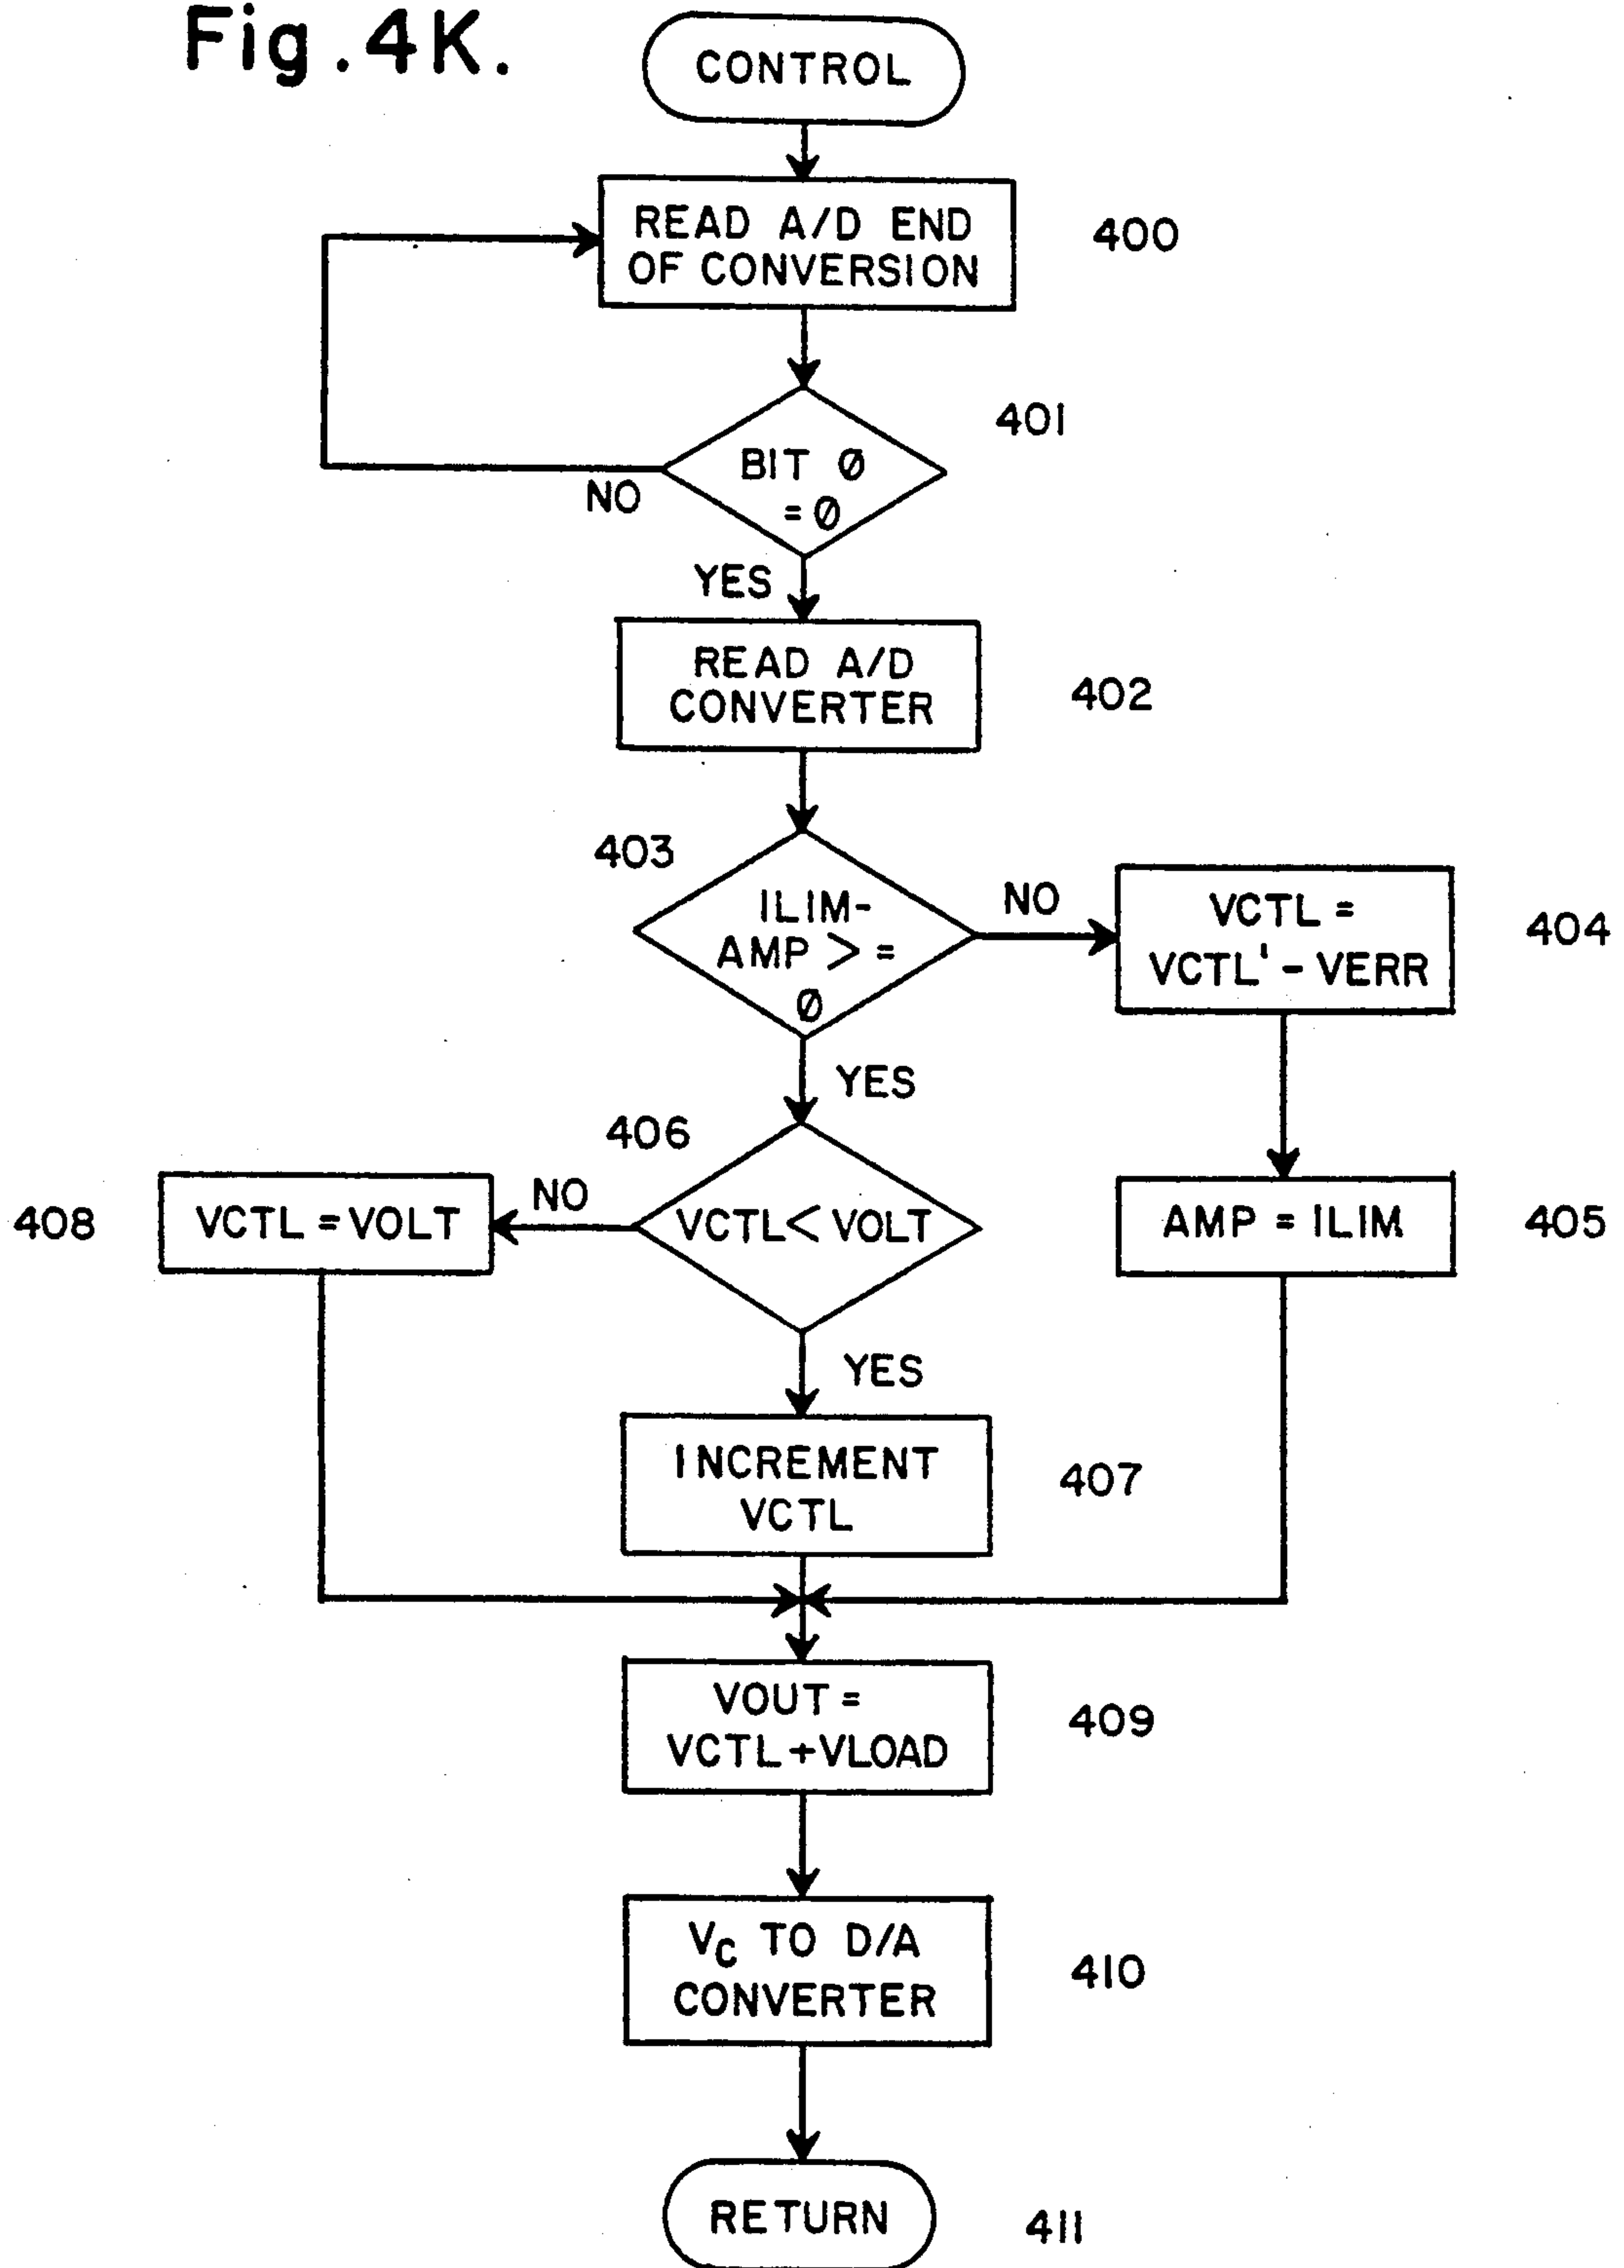 Fig. 4K.
CONTROL
READ A/D END
OF CONVERSION
400
401
BIT Ø
= Ø
NO
YES
READ A/D
CONVERTER
402
403
ILIM-
AMP > =
Ø
NO
VCTL =
VCTL' - VERR
404
YES
406
408
VCTL = VOLT
NO
VCTL < VOLT
AMP = ILIM
405
YES
INCREMENT
VCTL
407
VOUT =
VCTL + VLOAD
409
VC TO D/A
CONVERTER
410
RETURN
411